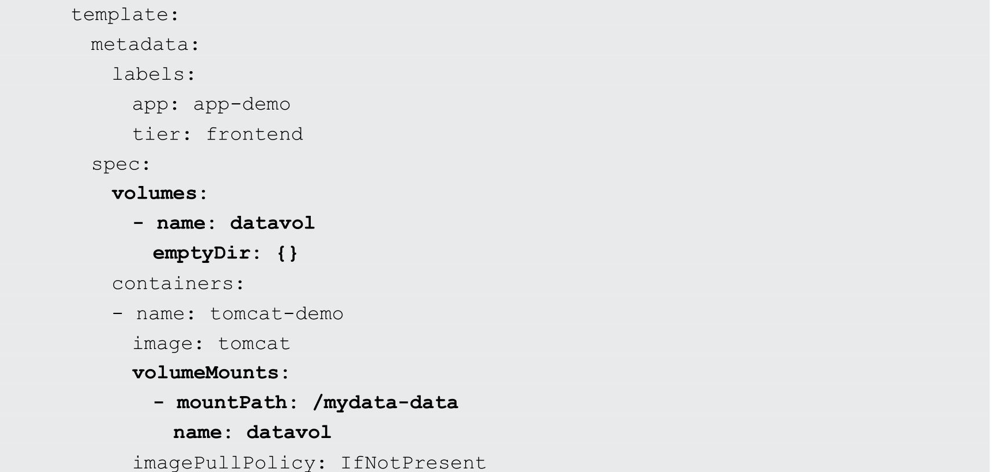 template:
  metadata:
    labels:
      app: app-demo
      tier: frontend
  spec:
    volumes:
      - name: datavol
        emptyDir: {}
    containers:
    - name: tomcat-demo
      image: tomcat
      volumeMounts:
        - mountPath: /mydata-data
          name: datavol
      imagePullPolicy: IfNotPresent